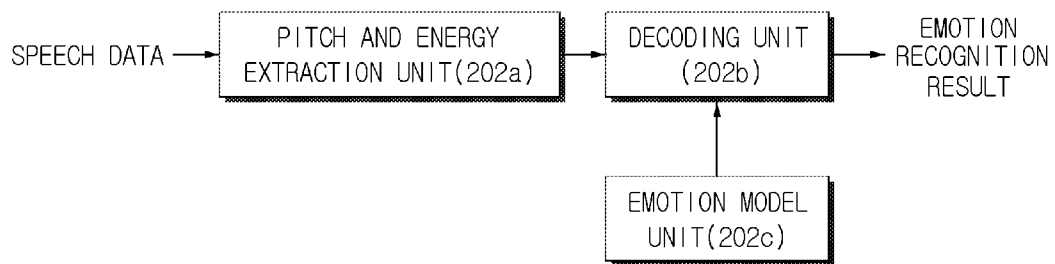 SPEECH DATA
PITCH AND ENERGY
EXTRACTION UNIT(202a)
DECODING UNIT
(202b)
EMOTION
RECOGNITION
RESULT
EMOTION MODEL
UNIT(202c)